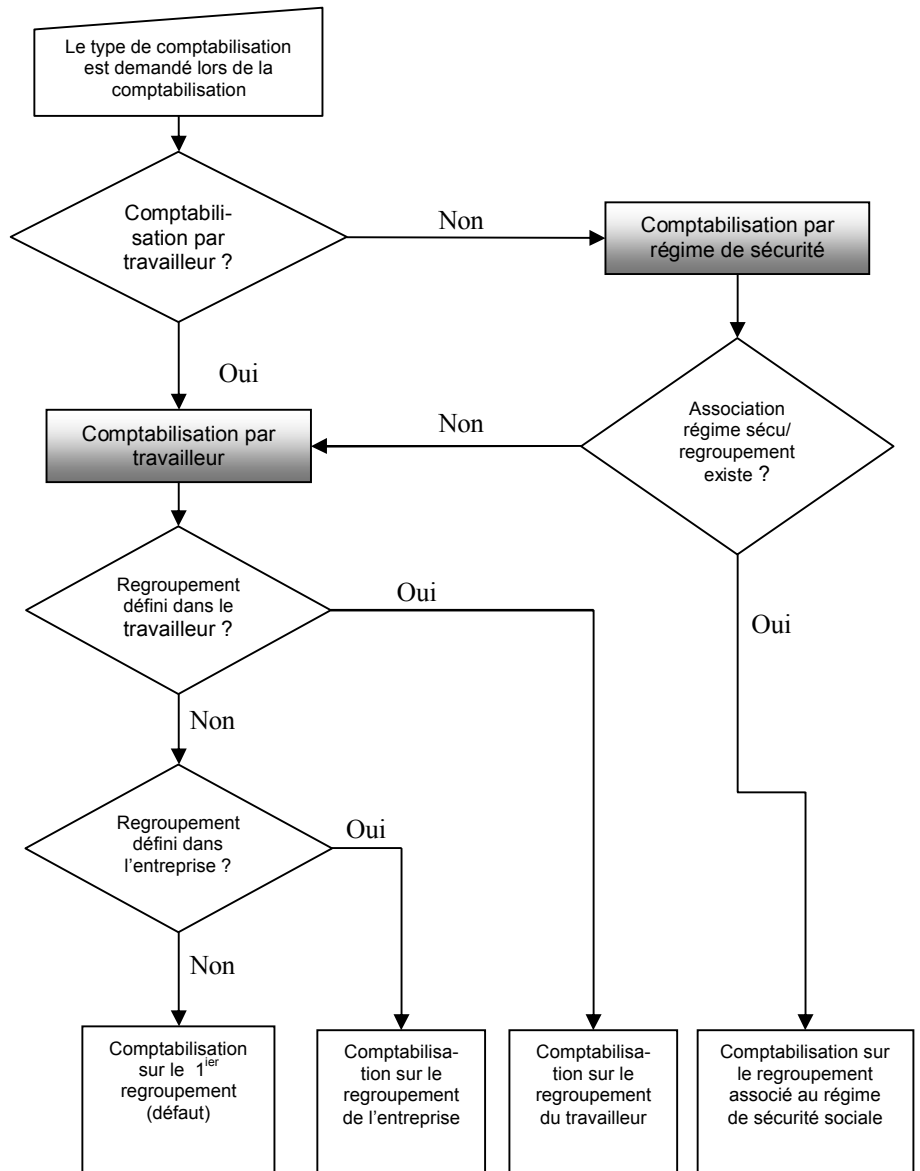 Le type de comptabilisation
est demandé lors de la
comptabilisation
Comptabili-
sation par
travailleur ?
Non
Comptabilisation par
régime de sécurité
Oui
Comptabilisation par
travailleur
Non
Association
régime sécu/
regroupement
existe ?
Regroupement
défini dans le
travailleur ?
Oui
Oui
Non
Regroupement
défini dans
l’entreprise ?
Oui
Non
Comptabilisation
sur le 1ier
regroupement
(défaut)
Comptabilisa-
tion sur le
regroupement
de l’entreprise
Comptabilisa-
tion sur le
regroupement
du travailleur
Comptabilisation sur
le regroupement
associé au régime
de sécurité sociale